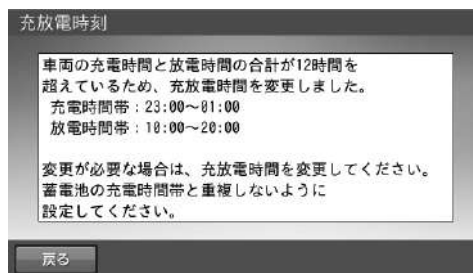 充放電時刻
車両の充電時間と放電時間の合計が12時間を
超えているため、充放電時間を変更しました。
充電時間帯：23:00～01:00
放電時間帯：10:00～20:00
変更が必要な場合は、充放電時間を変更してください。
蓄電池の充電時間帯と重複しないように
設定してください。
戻る